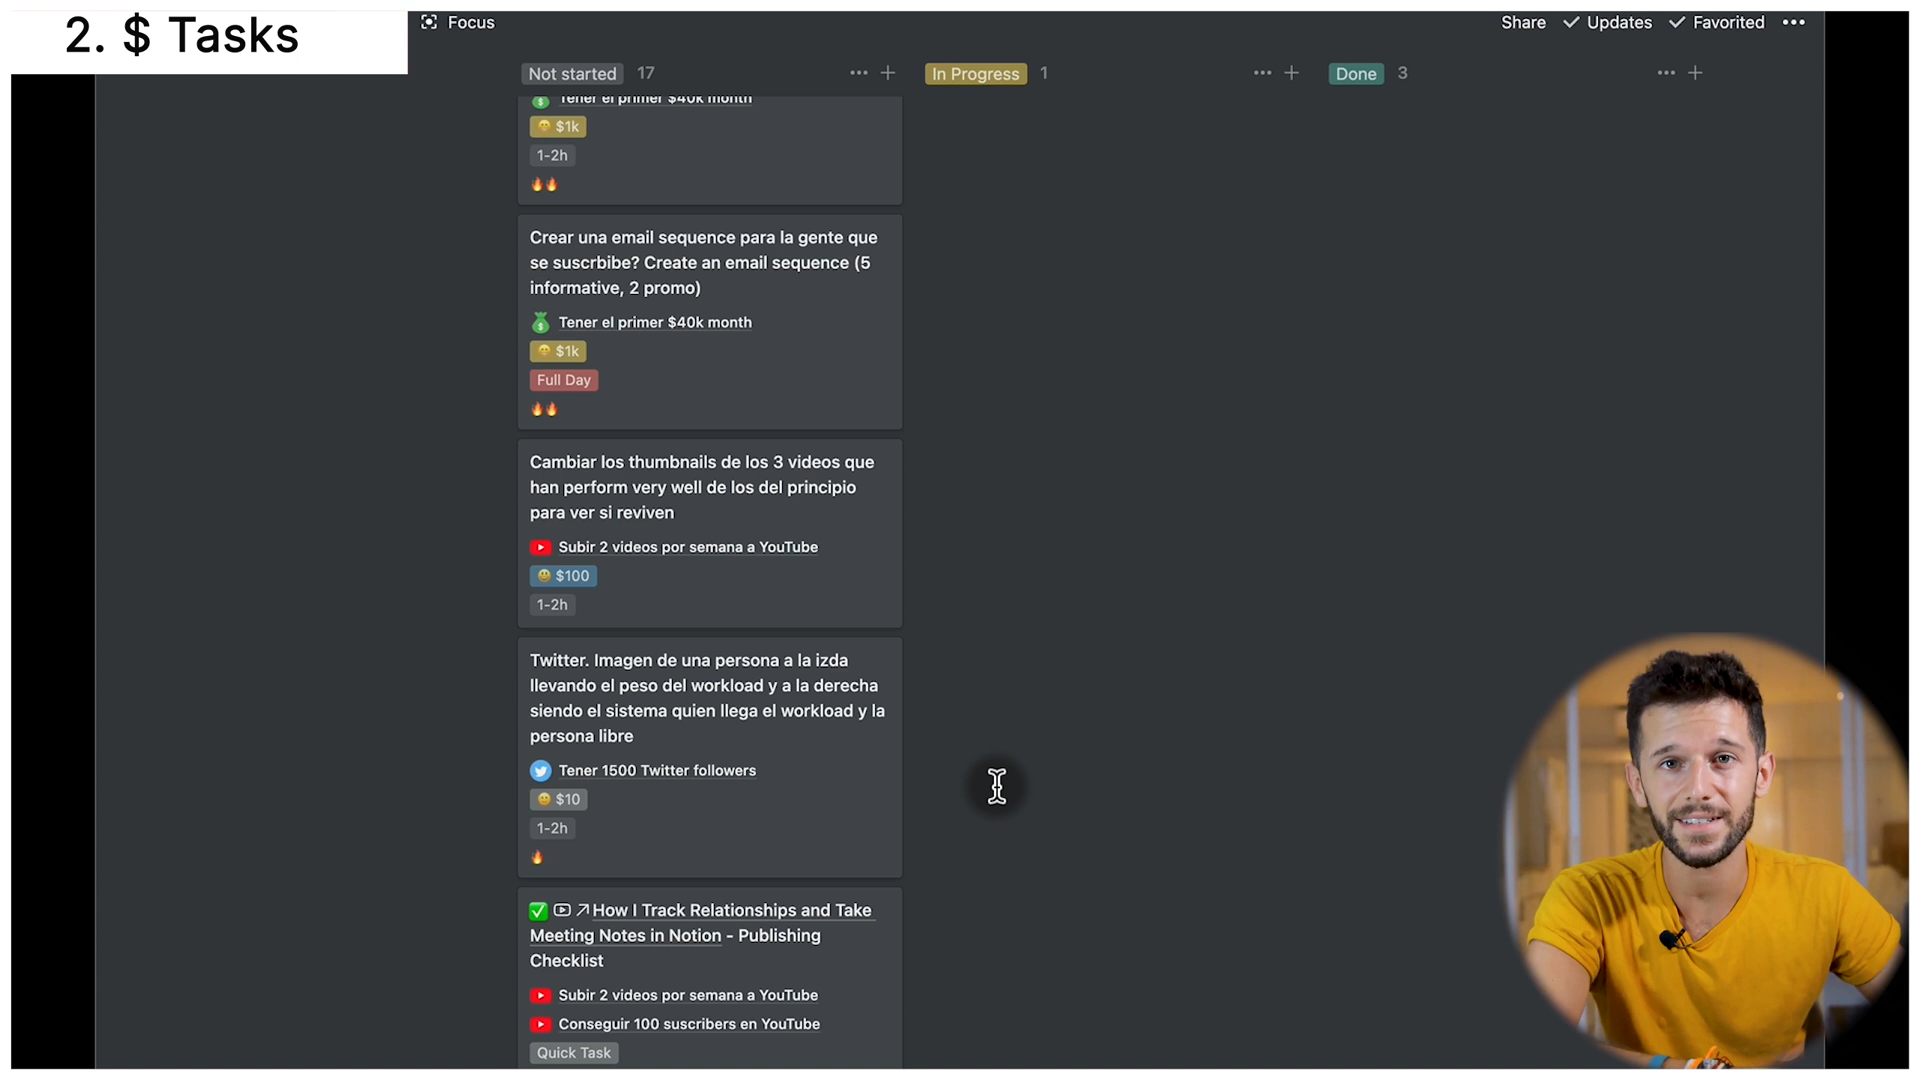 2. $ Tasks
Focus
Share
Updates
Favorited
Not started 17
In Progress 1
Done 3
Tener el primer $40k month
$1k
1-2h
Crear una email sequence para la gente que
se suscrbibe? Create an email sequence (5
informative, 2 promo)
Tener el primer $40k month
$1k
Full Day
Cambiar los thumbnails de los 3 videos que
han perform very well de los del principio
para ver si reviven
Subir 2 videos por semana a YouTube
$100
1-2h
Twitter. Imagen de una persona a la izda
llevando el peso del workload y a la derecha
siendo el sistema quien llega el workload y la
persona libre
Tener 1500 Twitter followers
$10
1-2h
How I Track Relationships and Take
Meeting Notes in Notion - Publishing
Checklist
Subir 2 videos por semana a YouTube
Conseguir 100 suscribers en YouTube
Quick Task